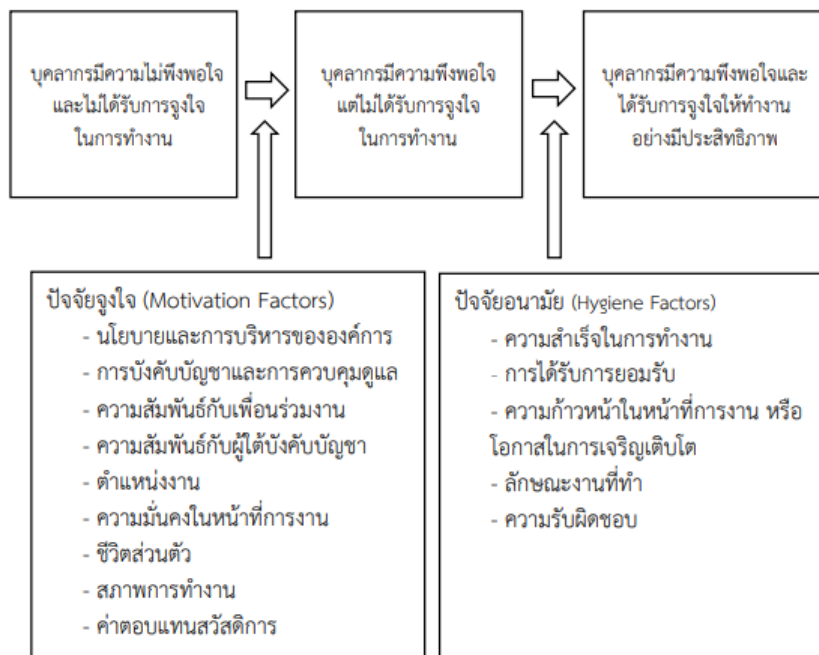 บุคลากรมีความไม่พึงพอใจ
และไม่ได้รับการจูงใจ
ในการทำงาน
บุคลากรมีความพึงพอใจ
แต่ไม่ได้รับการจูงใจ
ในการทำงาน
บุคลากรมีความพึงพอใจและ
ได้รับการจูงใจให้ทำงาน
อย่างมีประสิทธิภาพ
ปัจจัยจูงใจ (Motivation Factors)
- นโยบายและการบริหารขององค์การ
- การบังคับบัญชาและการควบคุมดูแล
- ความสัมพันธ์กับเพื่อนร่วมงาน
- ความสัมพันธ์กับผู้ใต้บังคับบัญชา
- ตำแหน่งงาน
- ความมั่นคงในหน้าที่การงาน
- ชีวิตส่วนตัว
- สภาพการทำงาน
- ค่าตอบแทนสวัสดิการ
ปัจจัยอนามัย (Hygiene Factors)
- ความสำเร็จในการทำงาน
- การได้รับการยอมรับ
- ความก้าวหน้าในหน้าที่การงาน หรือ
โอกาสในการเจริญเติบโต
- ลักษณะงานที่ทำ
- ความรับผิดชอบ